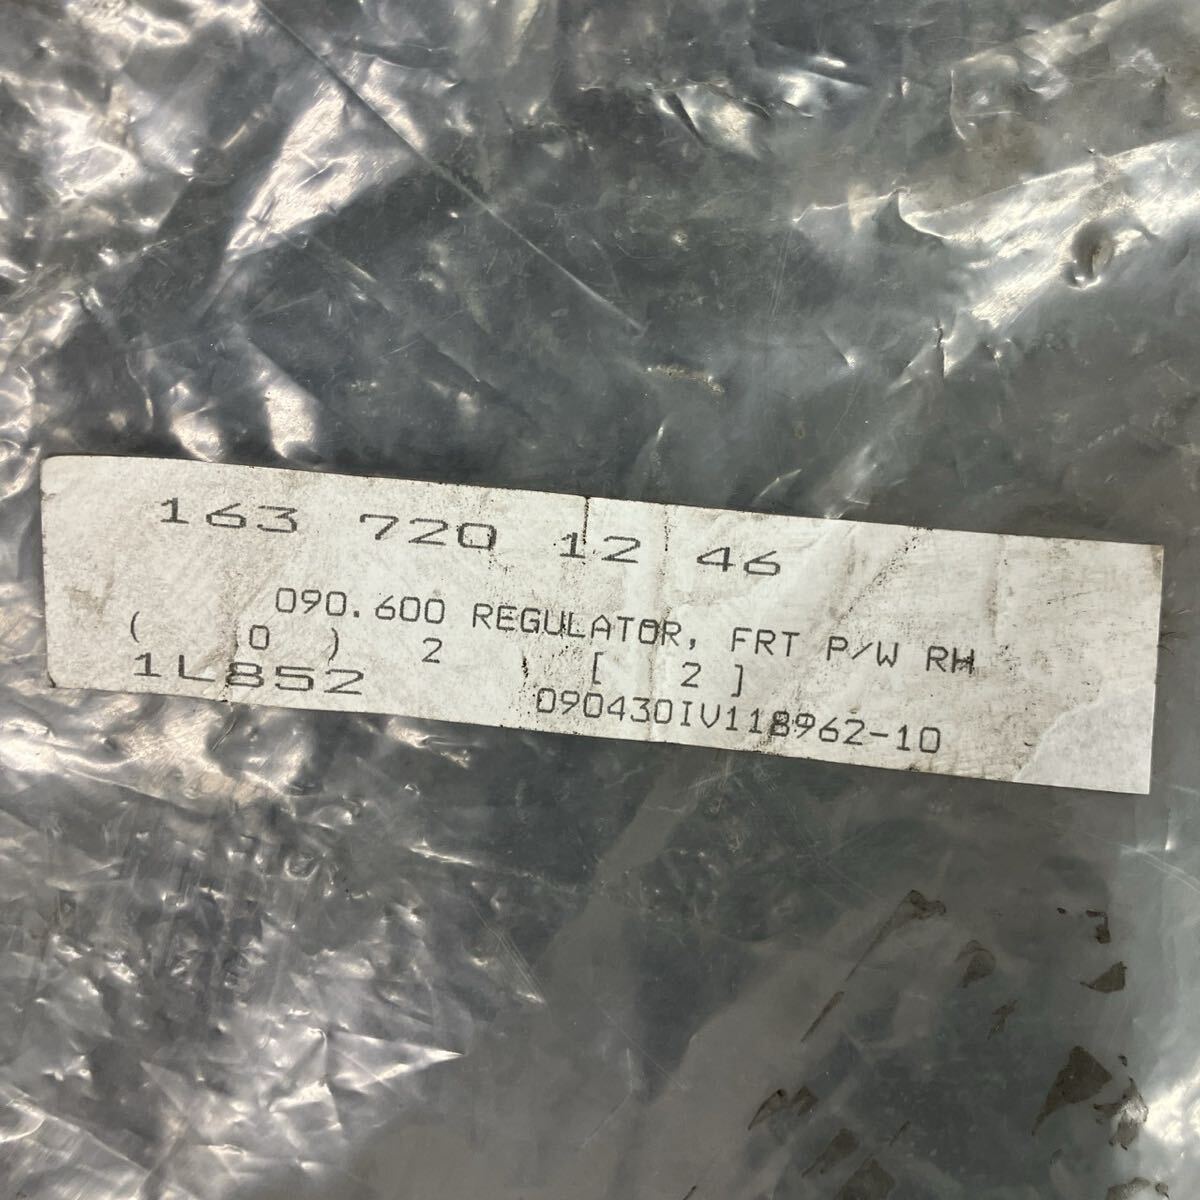 163 720 12 46
090.600 REGULATOR, FRT P/W RH
( 0 ) 2 [ 2 ]
1L852 090430IV118962-10